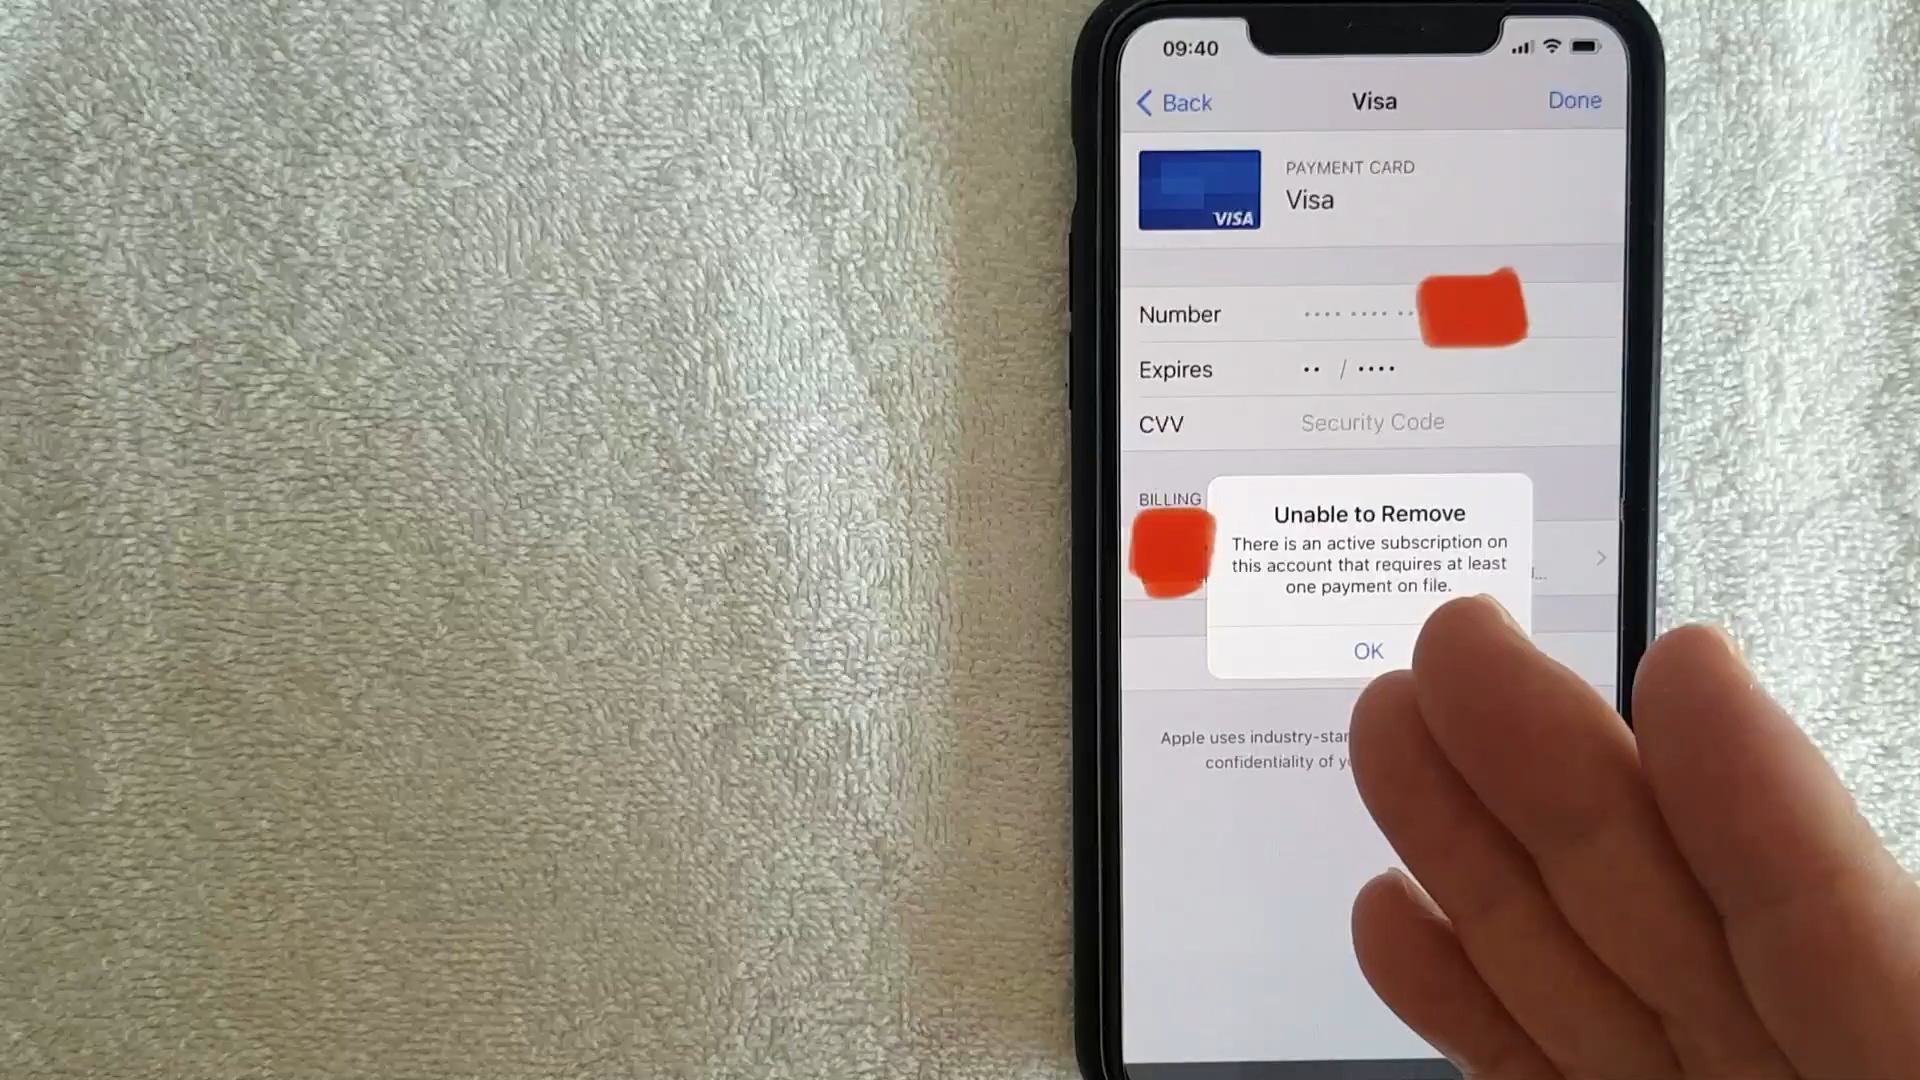 09:40
Back
Visa
Done
VISA
PAYMENT CARD
Visa
Number
•••• •••• ••
Expires
•• / ••••
CVV
Security Code
BILLING
Unable to Remove
There is an active subscription on
this account that requires at least
one payment on file.
OK
Apple uses industry-star
confidentiality of y